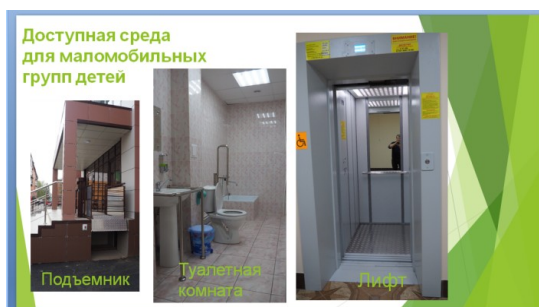 Доступная среда
для маломобильных
групп детей
Подъемник
Туалетная
комната
Лифт